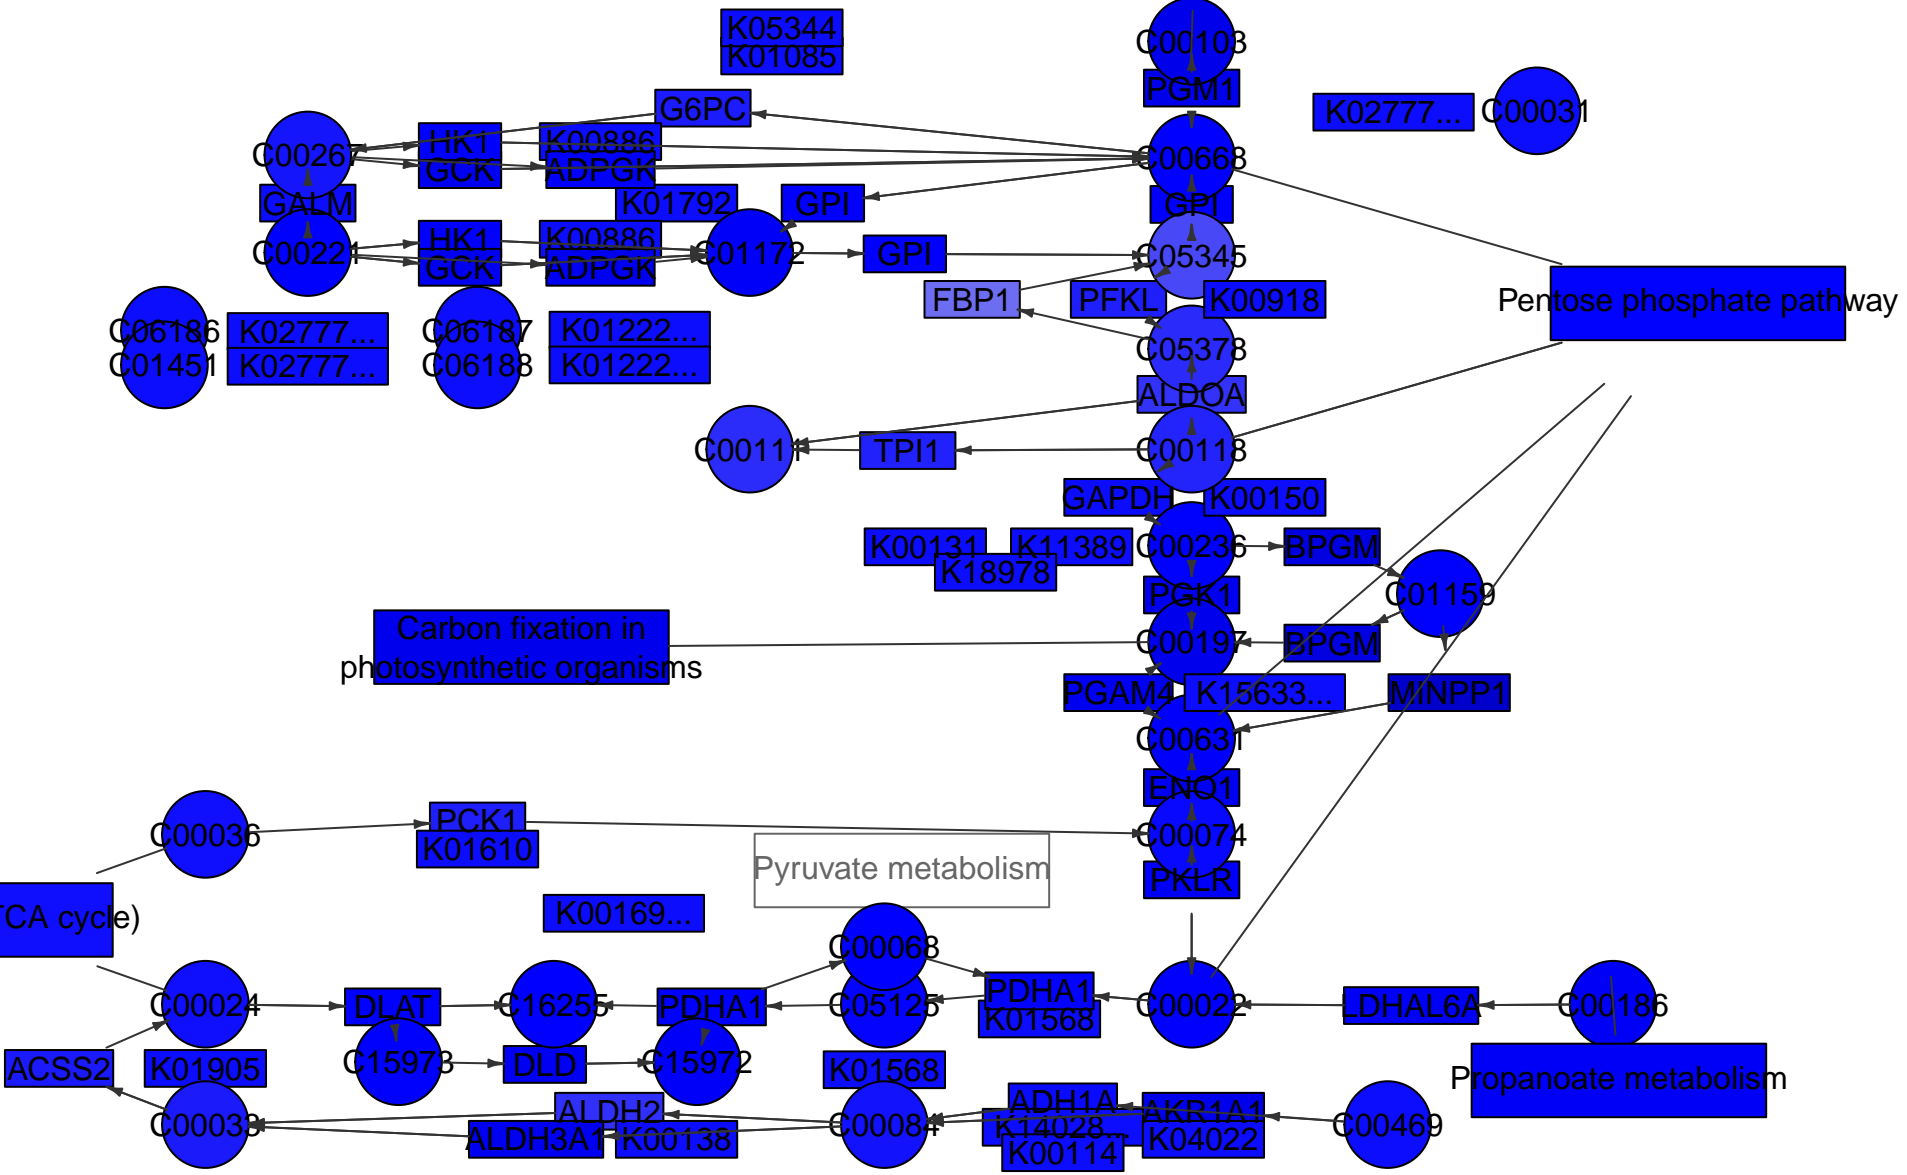 K05344
C00103
K01085
PGM1
G6PC
K02777...
C00031
HK1
K00886
C00267
C00668
GCK
ADPGK
GALM
K01792
GPI
GPI
HK1
K00886
C00221
C01172
GPI
C05345
GCK
ADPGK
FBP1
PFKL
K00918
Pentose phosphate pathway
C06186
K02777...
C06187
K01222...
C05378
C01451
K02777...
C06188
K01222...
ALDOA
C00111
TPI1
C00118
GAPDH
K00150
K00131
K11389
C00236
BPGM
K18978
PGK1
C01159
Carbon fixation in
photosynthetic organisms
C00197
BPGM
PGAM4
K15633...
MINPP1
C00631
ENO1
C00036
PCK1
C00074
K01610
Pyruvate metabolism
PKLR
TCA cycle)
K00169...
C00068
C00024
DLAT
C16255
PDHA1
C05125
PDHA1
C00022
LDHAL6A
C00186
K01568
ACSS2
K01905
C15973
DLD
C15972
K01568
Propanoate metabolism
C00033
ALDH2
C00084
ADH1A
AKR1A1
C00469
ALDH3A1
K00138
K14028...
K04022
K00114